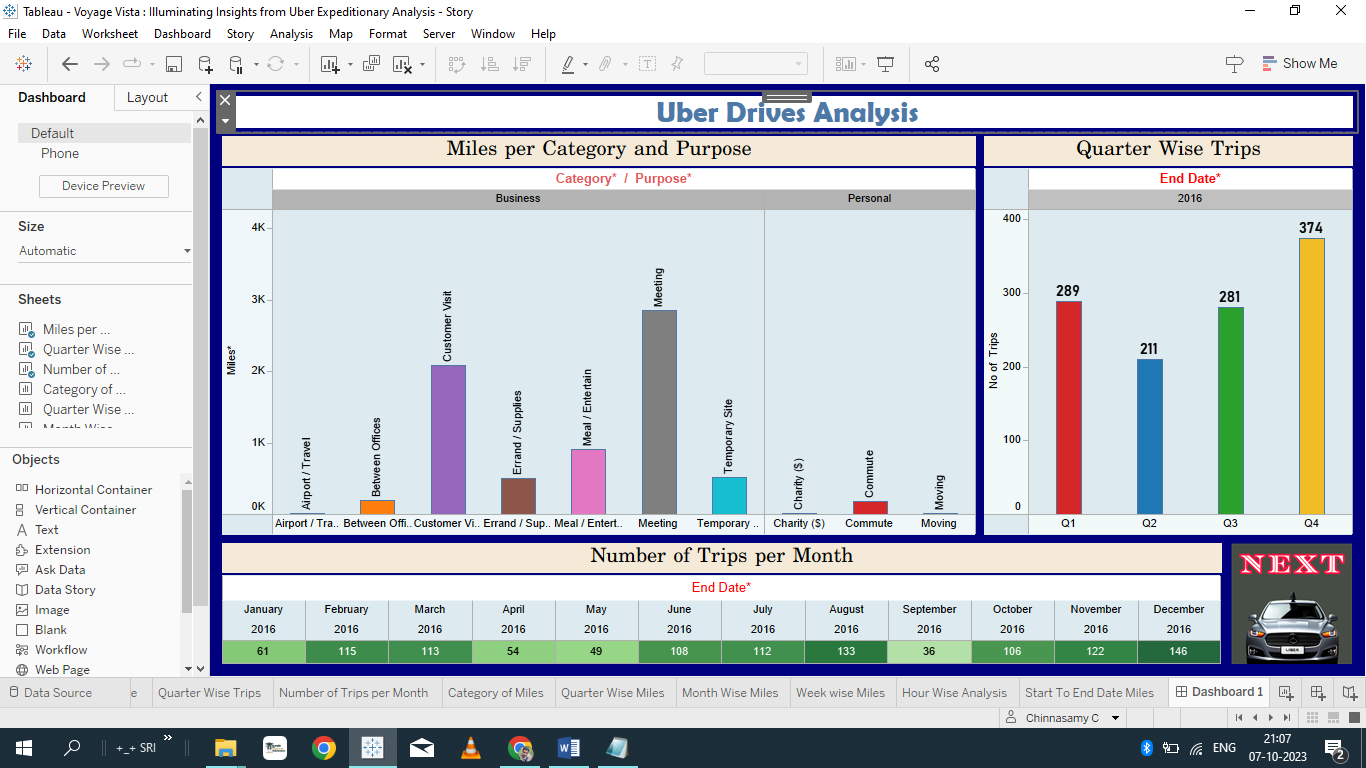 Tableau - Voyage Vista : Illuminating Insights from Uber Expeditionary Analysis - Story
File Data Worksheet Dashboard Story Analysis Map Format Server Window Help
Show Me
Dashboard Layout
Default
Phone
Device Preview
Size
Automatic
Sheets
Miles per ...
Quarter Wise ...
Number of ...
Category of ...
Quarter Wise ...
Objects
Horizontal Container
Vertical Container
Text
Extension
Ask Data
Data Story
Image
Blank
Workflow
Web Page
Uber Drives Analysis
Miles per Category and Purpose
Category* / Purpose*
Business Personal
Miles*
4K
3K
2K
1K
0K
Airport / Travel
Between Offices
Customer Visit
Errand / Supplies
Meal / Entertain
Meeting
Temporary Site
Charity ($)
Commute
Moving
Airport / Tra.. Between Offi.. Customer Vi.. Errand / Sup.. Meal / Entert.. Meeting Temporary .. Charity ($) Commute Moving
Quarter Wise Trips
End Date*
2016
No of Trips
400
300
200
100
0
289 211 281 374
Q1 Q2 Q3 Q4
Number of Trips per Month
End Date*
January February March April May June July August September October November December
2016 2016 2016 2016 2016 2016 2016 2016 2016 2016 2016 2016
61 115 113 54 49 108 112 133 36 106 122 146
NEXT
UBER
Data Source e Quarter Wise Trips Number of Trips per Month Category of Miles Quarter Wise Miles Month Wise Miles Week wise Miles Hour Wise Analysis Start To End Date Miles Dashboard 1
Chinnasamy C
+_+ SRI » ENG 21:07
07-10-2023
2